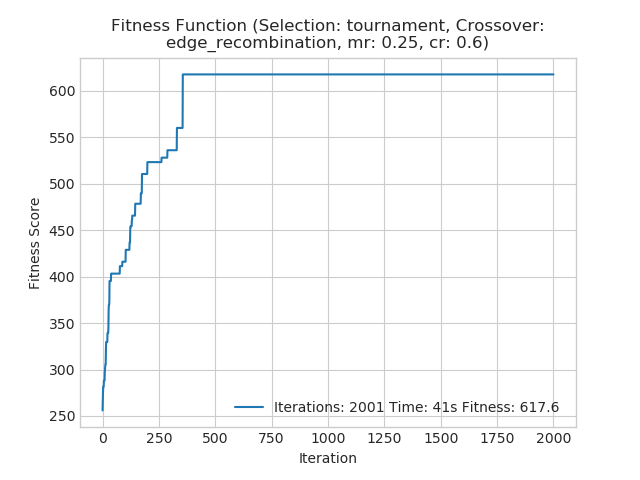 Fitness Function (Selection: tournament, Crossover:
edge_recombination, mr: 0.25, cr: 0.6)
Fitness Score
600
550
500
450
400
350
300
250
Iterations: 2001 Time: 41s Fitness: 617.6
0 250 500 750 1000 1250 1500 1750 2000
Iteration